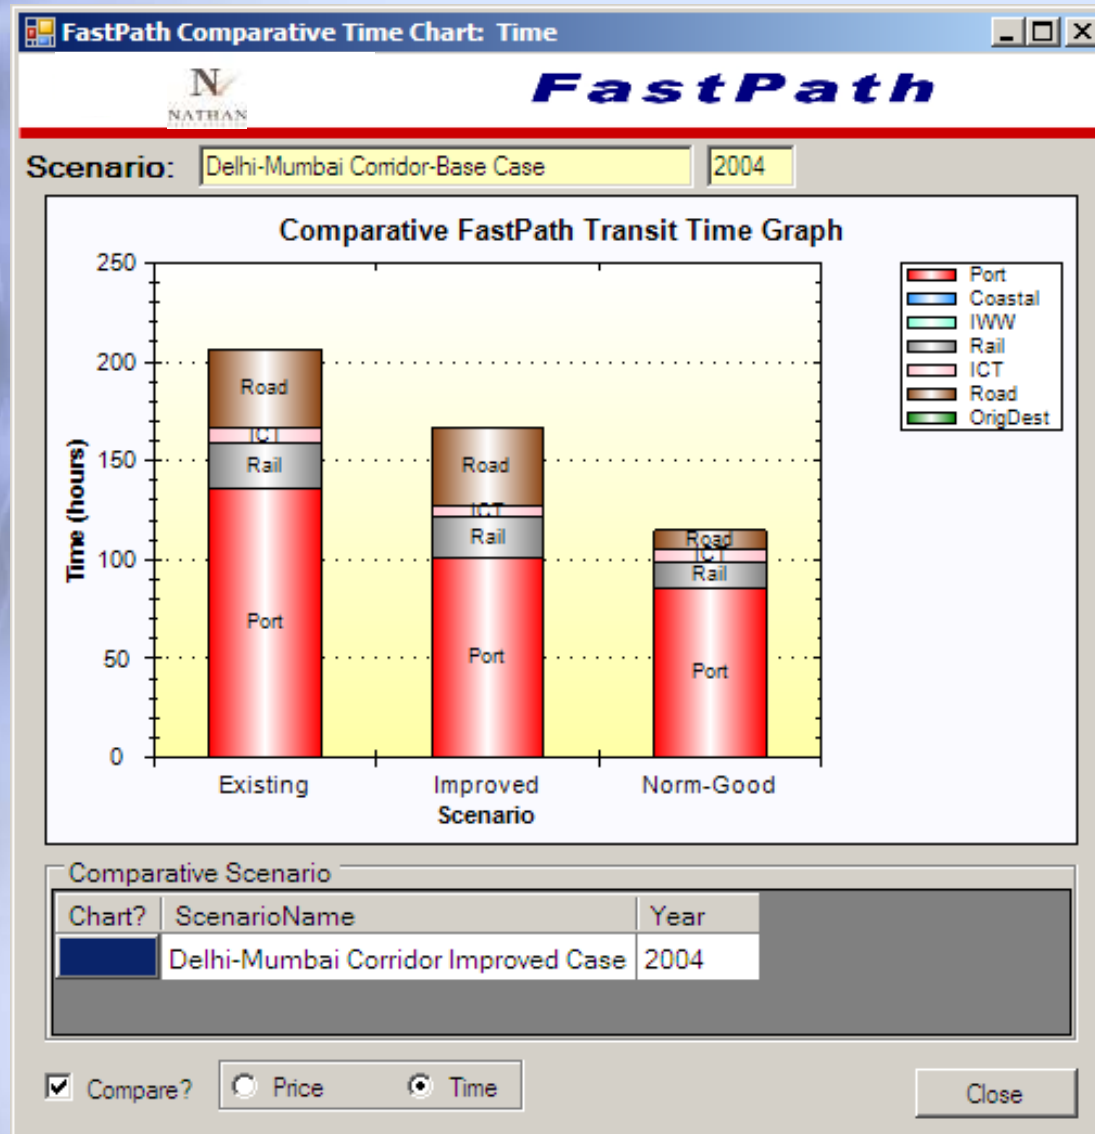 FastPath Comparative Time Chart: Time
N
NATHAN
FastPath
Scenario: Delhi-Mumbai Corridor-Base Case 2004
Comparative FastPath Transit Time Graph
250
200
150
100
50
0
Time (hours)
Road
ICT
Rail
Port
Road
ICT
Rail
Port
Road
ICT
Rail
Port
Existing Improved Norm-Good
Scenario
Port
Coastal
IWW
Rail
ICT
Road
OrigDest
Comparative Scenario
Chart? ScenarioName Year
Delhi-Mumbai Corridor Improved Case 2004
Compare? Price Time Close